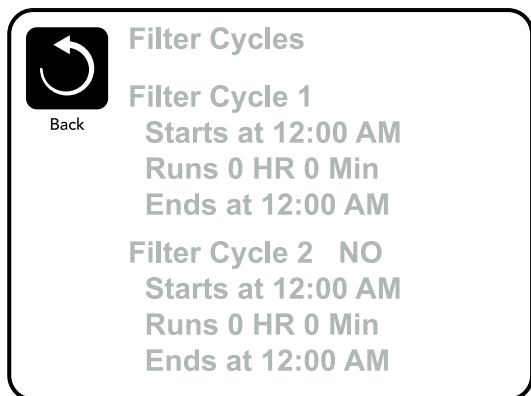 Filter Cycles
Back
Filter Cycle 1
Starts at 12:00 AM
Runs 0 HR 0 Min
Ends at 12:00 AM
Filter Cycle 2 NO
Starts at 12:00 AM
Runs 0 HR 0 Min
Ends at 12:00 AM